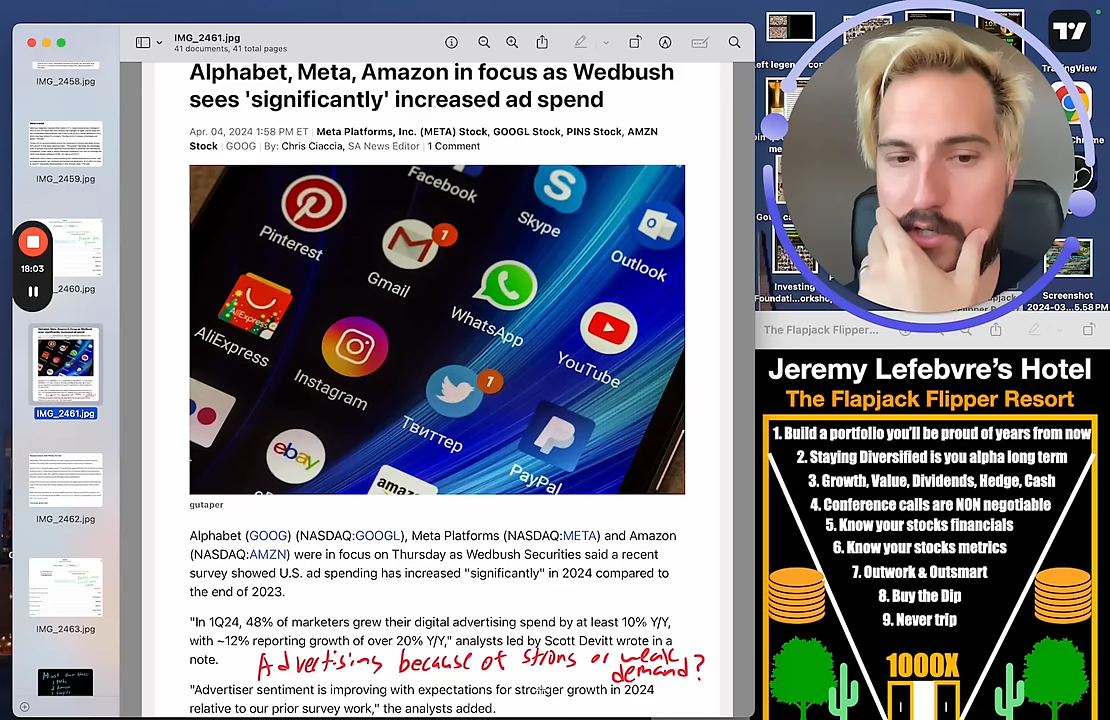 IMG_2461.jpg
41 documents, 41 total pages
IMG_2458.jpg
IMG_2459.jpg
18:03
2460.jpg
IMG_2461.jpg
IMG_2462.jpg
IMG_2463.jpg
Alphabet, Meta, Amazon in focus as Wedbush
sees 'significantly' increased ad spend
Apr. 04, 2024 1:58 PM ET | Meta Platforms, Inc. (META) Stock, GOOGL Stock, PINS Stock, AMZN
Stock | GOOG | By: Chris Ciaccia, SA News Editor | 1 Comment
Facebook
Skype
Pinterest
1
Gmail
Outlook
WhatsApp
AliExpress
YouTube
Instagram
1
Твиттер
PayPal
ebay
amaz
gutaper
Alphabet (GOOG) (NASDAQ:GOOGL), Meta Platforms (NASDAQ:META) and Amazon
(NASDAQ:AMZN) were in focus on Thursday as Wedbush Securities said a recent
survey showed U.S. ad spending has increased "significantly" in 2024 compared to
the end of 2023.
"In 1Q24, 48% of marketers grew their digital advertising spend by at least 10% Y/Y,
with ~12% reporting growth of over 20% Y/Y," analysts led by Scott Devitt wrote in a
note.
Advertising because of strong or weak
demand?
"Advertiser sentiment is improving with expectations for stronger growth in 2024
relative to our prior survey work," the analysts added.
TradingView
Investing
Foundati...orksho
Screenshot
2024-03...5.58 PM
The Flapjack Flipper...
Jeremy Lefebvre's Hotel
The Flapjack Flipper Resort
1. Build a portfolio you'll be proud of years from now
2. Staying Diversified is you alpha long term
3. Growth, Value, Dividends, Hedge, Cash
4. Conference calls are NON negotiable
5. Know your stocks financials
6. Know your stocks metrics
7. Outwork & Outsmart
8. Buy the Dip
9. Never trip
1000X